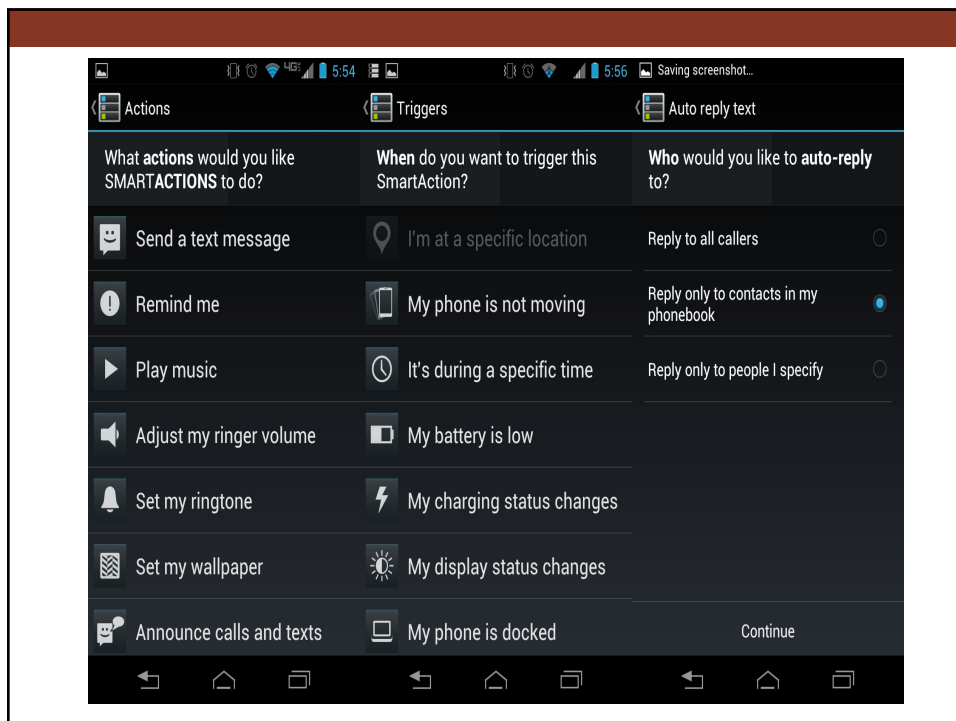 4G 5:54
Actions
What actions would you like
SMARTACTIONS to do?
Send a text message
Remind me
Play music
Adjust my ringer volume
Set my ringtone
Set my wallpaper
Announce calls and texts
5:56
Triggers
When do you want to trigger this
SmartAction?
I'm at a specific location
My phone is not moving
It's during a specific time
My battery is low
My charging status changes
My display status changes
My phone is docked
Saving screenshot...
Auto reply text
Who would you like to auto-reply
to?
Reply to all callers
Reply only to contacts in my
phonebook
Reply only to people I specify
Continue